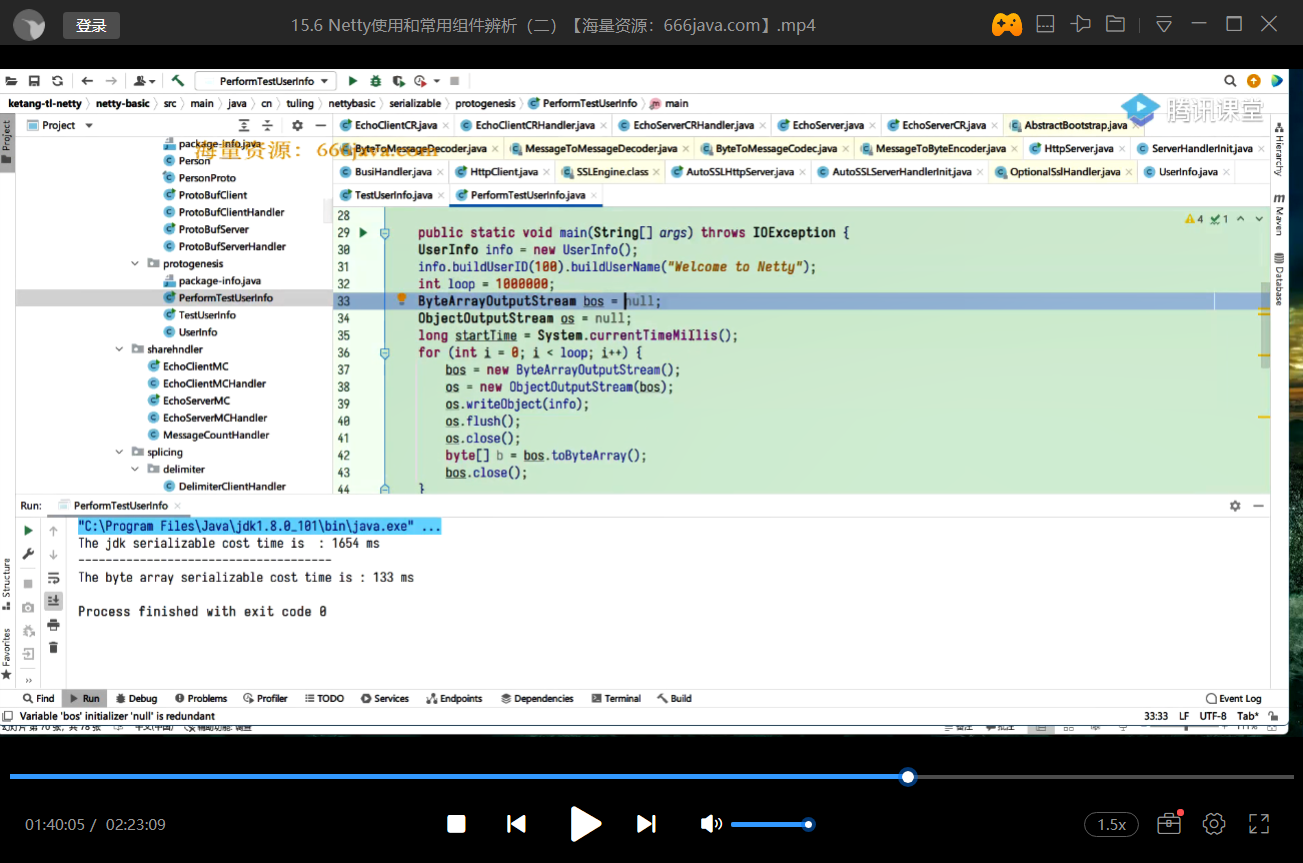 登录
15.6 Netty使用和常用组件辨析（二）【海量资源：666java.com】.mp4
PerformTestUserInfo
ketang-tl-netty
netty-basic
src
main
java
cn
tuling
nettybasic
serializable
protogenesis
PerformTestUserInfo
main
腾讯课堂
Project
Project
EchoClientCR.java
EchoClientCRHandler.java
EchoServerCRHandler.java
EchoServer.java
EchoServerCR.java
AbstractBootstrap.java
海量资源：666java.com
ByteToMessageDecoder.java
MessageToMessageDecoder.java
ByteToMessageCodec.java
MessageToByteEncoder.java
HttpServer.java
ServerHandlerInit.java
BusiHandler.java
HttpClient.java
SSLEngine.class
AutoSSLHttpServer.java
AutoSSLServerHandlerInit.java
OptionalSslHandler.java
UserInfo.java
TestUserInfo.java
PerformTestUserInfo.java
package-info.java
Person
PersonProto
ProtoBufClient
ProtoBufClientHandler
ProtoBufServer
ProtoBufServerHandler
protogenesis
package-info.java
PerformTestUserInfo
TestUserInfo
UserInfo
sharehndler
EchoClientMC
EchoClientMCHandler
EchoServerMC
EchoServerMCHandler
MessageCountHandler
splicing
delimiter
DelimiterClientHandler
28
29 public static void main(String[] args) throws IOException {
30 UserInfo info = new UserInfo();
31 info.buildUserID(100).buildUserName("Welcome to Netty");
32 int loop = 1000000;
33 ByteArrayOutputStream bos = null;
34 ObjectOutputStream os = null;
35 long startTime = System.currentTimeMillis();
36 for (int i = 0; i < loop; i++) {
37 bos = new ByteArrayOutputStream();
38 os = new ObjectOutputStream(bos);
39 os.writeObject(info);
40 os.flush();
41 os.close();
42 byte[] b = bos.toByteArray();
43 bos.close();
44 }
4 1
Hierarchy
Maven
Database
Run: PerformTestUserInfo
"C:\Program Files\Java\jdk1.8.0_101\bin\java.exe" ...
The jdk serializable cost time is  : 1654 ms
------------------------------------
The byte array serializable cost time is : 133 ms
Process finished with exit code 0
Structure
Favorites
Find
Run
Debug
Problems
Profiler
TODO
Services
Endpoints
Dependencies
Terminal
Build
Event Log
Variable 'bos' initializer 'null' is redundant
33:33 LF UTF-8 Tab*
01:40:05 / 02:23:09
1.5x